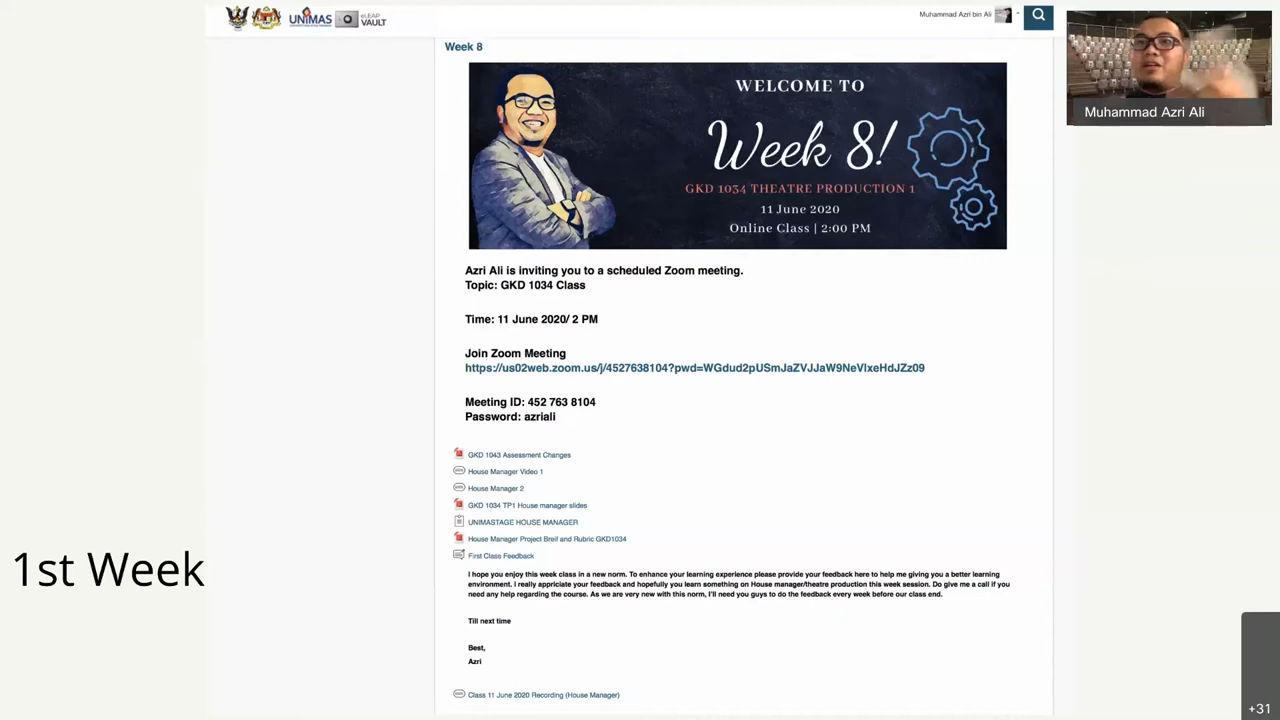 UNIMAS
eLEAP
VAULT
Muhammad Azri bin Ali
Week 8
WELCOME TO
Week 8!
GKD 1034 THEATRE PRODUCTION 1
11 June 2020
Online Class | 2:00 PM
Muhammad Azri Ali
Azri Ali is inviting you to a scheduled Zoom meeting.
Topic: GKD 1034 Class
Time: 11 June 2020/ 2 PM
Join Zoom Meeting
https://us02web.zoom.us/j/4527638104?pwd=WGdud2pUSmJaZVJJaW9NeVlxeHdJZz09
Meeting ID: 452 763 8104
Password: azriali
GKD 1043 Assessment Changes
House Manager Video 1
House Manager 2
GKD 1034 TP1 House manager slides
UNIMASTAGE HOUSE MANAGER
House Manager Project Breif and Rubric GKD1034
First Class Feedback
1st Week
I hope you enjoy this week class in a new norm. To enhance your learning experience please provide your feedback here to help me giving you a better learning
environment. I really appriciate your feedback and hopefully you learn something on House manager/theatre production this week session. Do give me a call if you
need any help regarding the course. As we are very new with this norm, I'll need you guys to do the feedback every week before our class end.
Till next time
Best,
Azri
Class 11 June 2020 Recording (House Manager)
+31